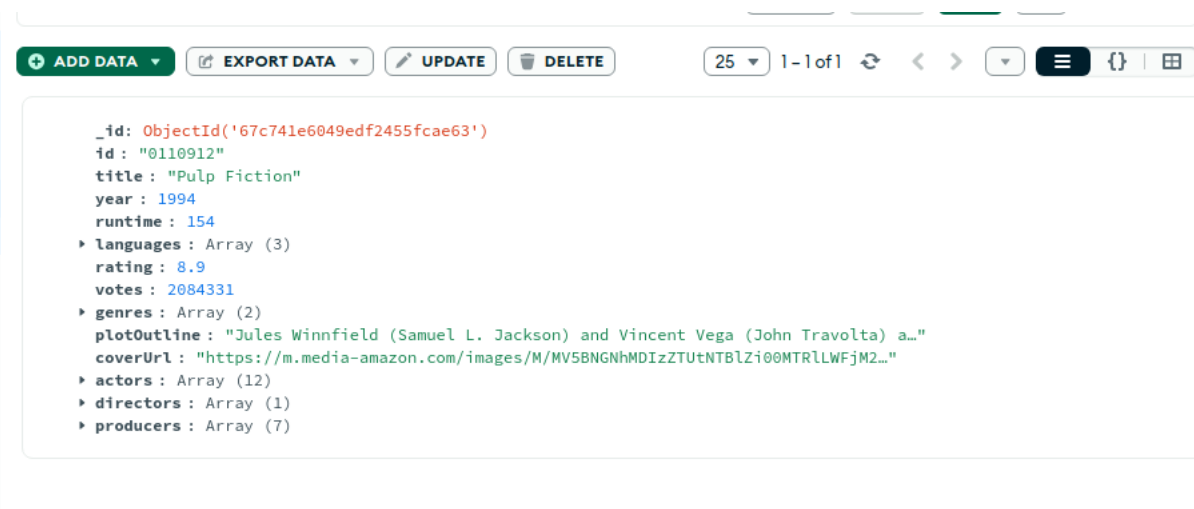 ADD DATA EXPORT DATA UPDATE DELETE 25 1-1of1 {}
_id: ObjectId('67c741e6049edf2455fcae63')
id : "0110912"
title : "Pulp Fiction"
year : 1994
runtime : 154
languages : Array (3)
rating : 8.9
votes : 2084331
genres : Array (2)
plotOutline : "Jules Winnfield (Samuel L. Jackson) and Vincent Vega (John Travolta) a…"
coverUrl : "https://m.media-amazon.com/images/M/MV5BNGNhMDIzZTUtNTBlZi00MTRlLWFjM2…"
actors : Array (12)
directors : Array (1)
producers : Array (7)